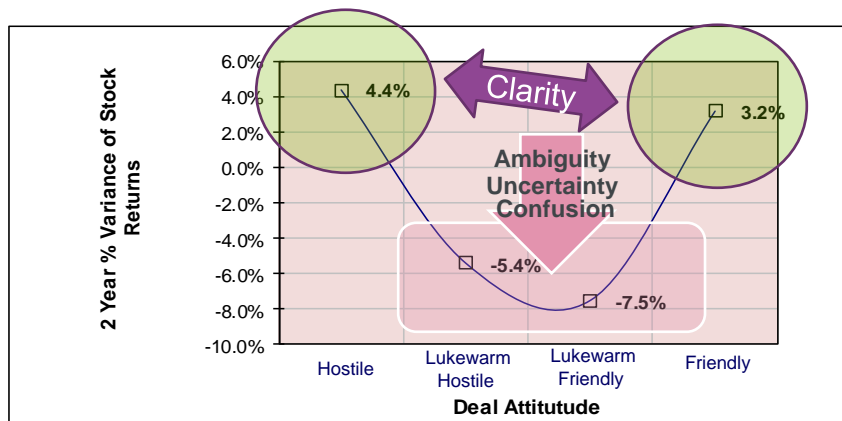 2 Year % Variance of Stock
Returns
6.0%
4.0%
2.0%
0.0%
-2.0%
-4.0%
-6.0%
-8.0%
-10.0%
4.4%
Clarity
3.2%
Ambiguity
Uncertainty
Confusion
-5.4%
-7.5%
Hostile
Lukewarm
Hostile
Lukewarm
Friendly
Friendly
Deal Attitutude